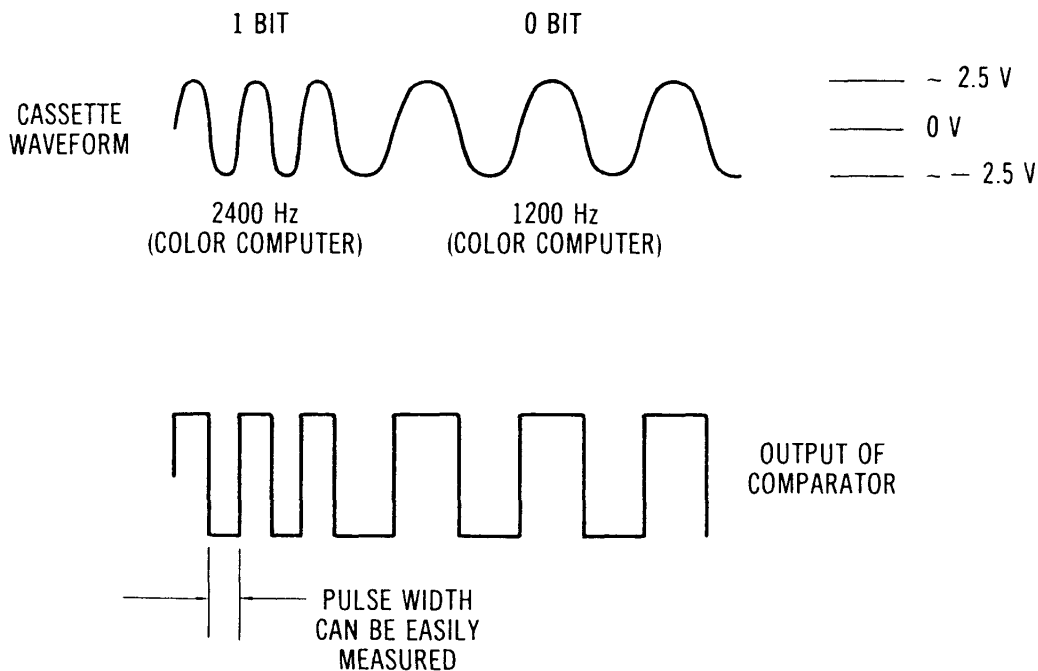 1 BIT
0 BIT
CASSETTE
WAVEFORM
~ 2.5 V
0 V
~ – 2.5 V
2400 Hz
(COLOR COMPUTER)
1200 Hz
(COLOR COMPUTER)
OUTPUT OF
COMPARATOR
PULSE WIDTH
CAN BE EASILY
MEASURED